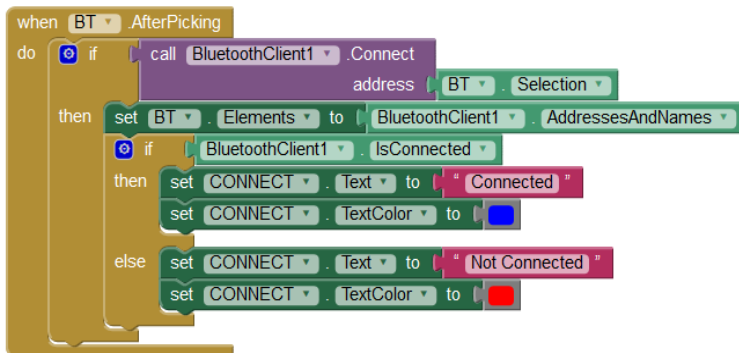 when BT .AfterPicking
do if call BluetoothClient1 .Connect
address BT . Selection
then set BT . Elements to BluetoothClient1 . AddressesAndNames
if BluetoothClient1 . IsConnected
then set CONNECT . Text to " Connected "
set CONNECT . TextColor to
else set CONNECT . Text to " Not Connected "
set CONNECT . TextColor to